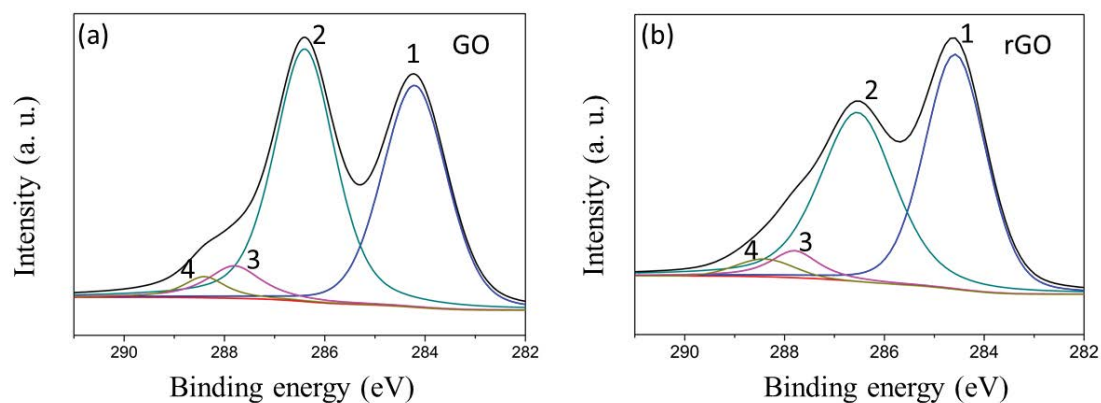 (a)
GO
2
1
3
4
Intensity (a. u.)
290
288
286
284
282
Binding energy (eV)
(b)
rGO
1
2
3
4
Intensity (a. u.)
290
288
286
284
282
Binding energy (eV)